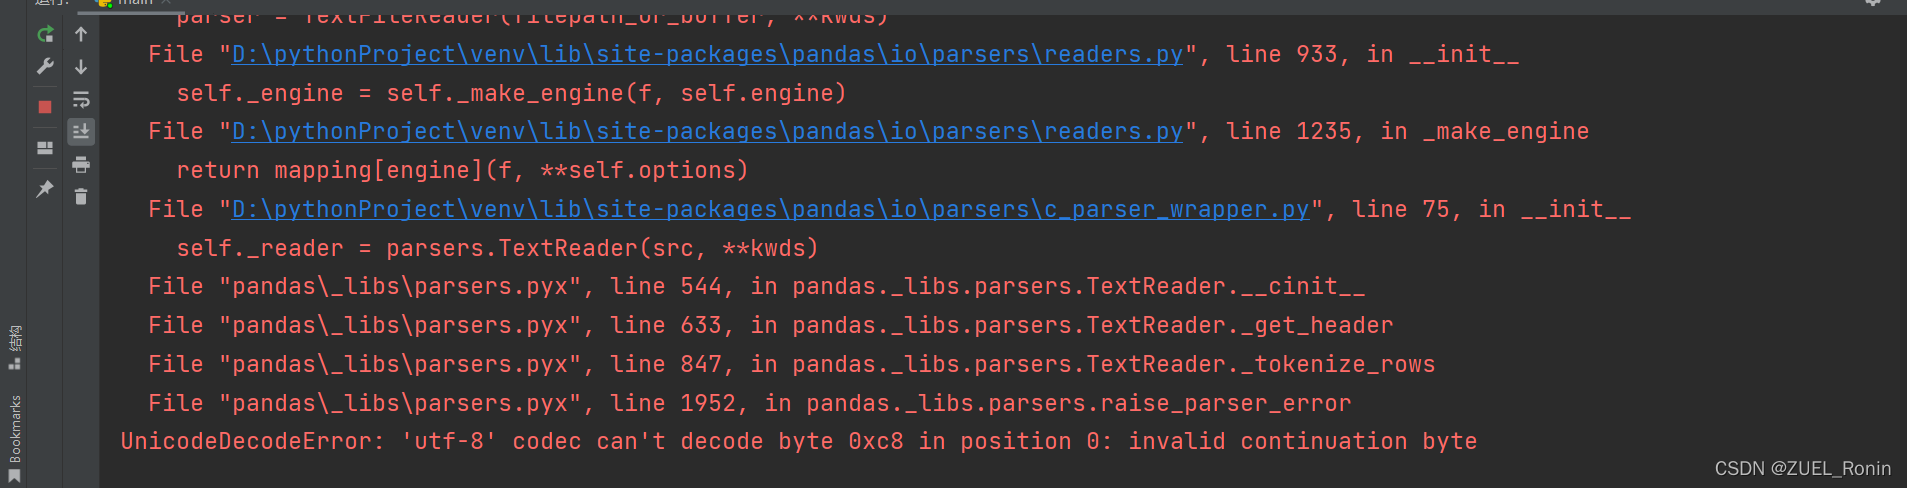 运行:
main
parser = TextFileReader(filepath_or_buffer, **kwds)
File "D:\pythonProject\venv\lib\site-packages\pandas\io\parsers\readers.py", line 933, in __init__
self._engine = self._make_engine(f, self.engine)
File "D:\pythonProject\venv\lib\site-packages\pandas\io\parsers\readers.py", line 1235, in _make_engine
return mapping[engine](f, **self.options)
File "D:\pythonProject\venv\lib\site-packages\pandas\io\parsers\c_parser_wrapper.py", line 75, in __init__
self._reader = parsers.TextReader(src, **kwds)
File "pandas\_libs\parsers.pyx", line 544, in pandas._libs.parsers.TextReader.__cinit__
File "pandas\_libs\parsers.pyx", line 633, in pandas._libs.parsers.TextReader._get_header
File "pandas\_libs\parsers.pyx", line 847, in pandas._libs.parsers.TextReader._tokenize_rows
File "pandas\_libs\parsers.pyx", line 1952, in pandas._libs.parsers.raise_parser_error
UnicodeDecodeError: 'utf-8' codec can't decode byte 0xc8 in position 0: invalid continuation byte
结构
Bookmarks
CSDN @ZUEL_Ronin